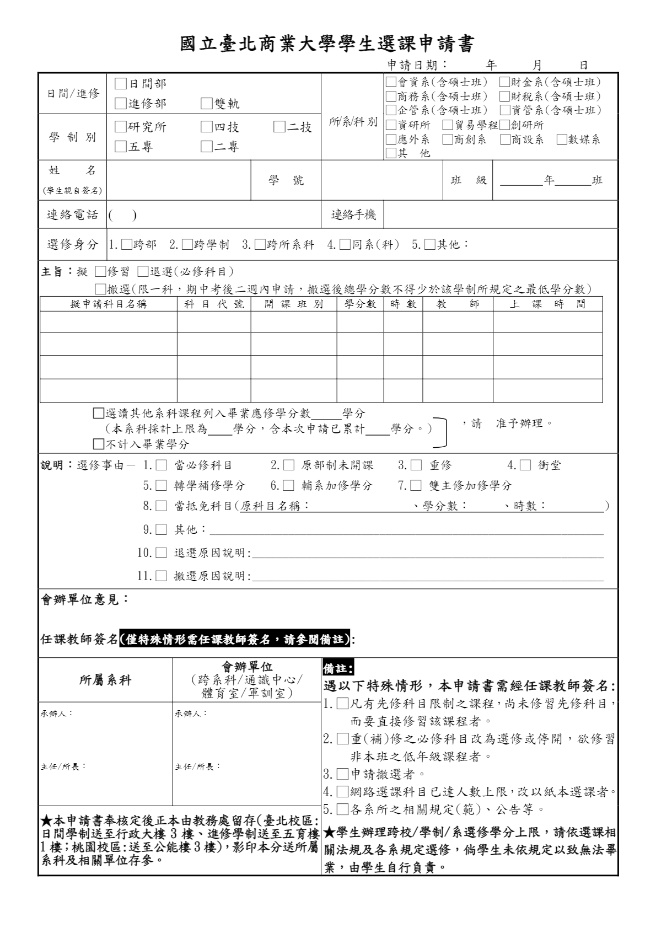 國立臺北商業大學學生選課申請書
申請日期：　　年　　月　　日
日間/進修
□日間部
□進修部　□雙軌
學 制 別
□研究所　□四技　□二技
□五專　□二專
所/系/科別
□會資系(含碩士班)　□財金系(含碩士班)
□商務系(含碩士班)　□財稅系(含碩士班)
□企管系(含碩士班)　□資管系(含碩士班)
□資研所　□貿易學程□創研所
□應外系　□商創系　□商設系　□數媒系
□其 他
姓　　名
(學生親自簽名)
學 號
班 級
______年______班
連絡電話
( )
連絡手機
選修身分
1.□跨部 2.□跨學制 3.□跨所系科 4.□同系(科) 5.□其他：
主旨：擬 □修習 □退選(必修科目)
□撤選(限一科，期中考後二週內申請，撤選後總學分數不得少於該學制所規定之最低學分數)
擬申請科目名稱　科目代號　開課班別　學分數　時數　教 師　上 課 時 間
□選讀其他系科課程列入畢業應修學分數_____學分
（本系科採計上限為____學分，含本次申請已累計____學分。）
□不計入畢業學分
，請 准予辦理。
說明：選修事由－ 1.□ 當必修科目　2.□ 原部制未開課　3.□ 重修　4.□ 衝堂
5.□ 轉學補修學分　6.□ 輔系加修學分　7.□ 雙主修加修學分
8.□ 當抵免科目(原科目名稱：　　　　、學分數：　　、時數：　　)
9.□ 其他：
10.□ 退選原因說明:
11.□ 撤選原因說明:
會辦單位意見：
任課教師簽名(僅特殊情形需任課教師簽名，請參閱備註):
所屬系科
會辦單位
(跨系科/通識中心/
體育室/軍訓室)
承辦人：
承辦人：
主任/所長：
主任/所長：
★本申請書奉核定後正本由教務處留存(臺北校區:
日間學制送至行政大樓 3 樓、進修學制送至五育樓
1 樓;桃園校區:送至公能樓 3 樓)，影印本分送所屬
系科及相關單位存參。
備註:
遇以下特殊情形，本申請書需經任課教師簽名:
1.□凡有先修科目限制之課程，尚未修習先修科目，
而要直接修習該課程者。
2.□重(補)修之必修科目改為選修或停開，欲修習
非本班之低年級課程者。
3.□申請撤選者。
4.□網路選課科目已達人數上限，改以紙本選課者。
5.□各系所之相關規定(範)、公告等。
★學生辦理跨校/學制/系選修學分上限，請依選課相
關法規及各系規定選修，倘學生未依規定以致無法畢
業，由學生自行負責。